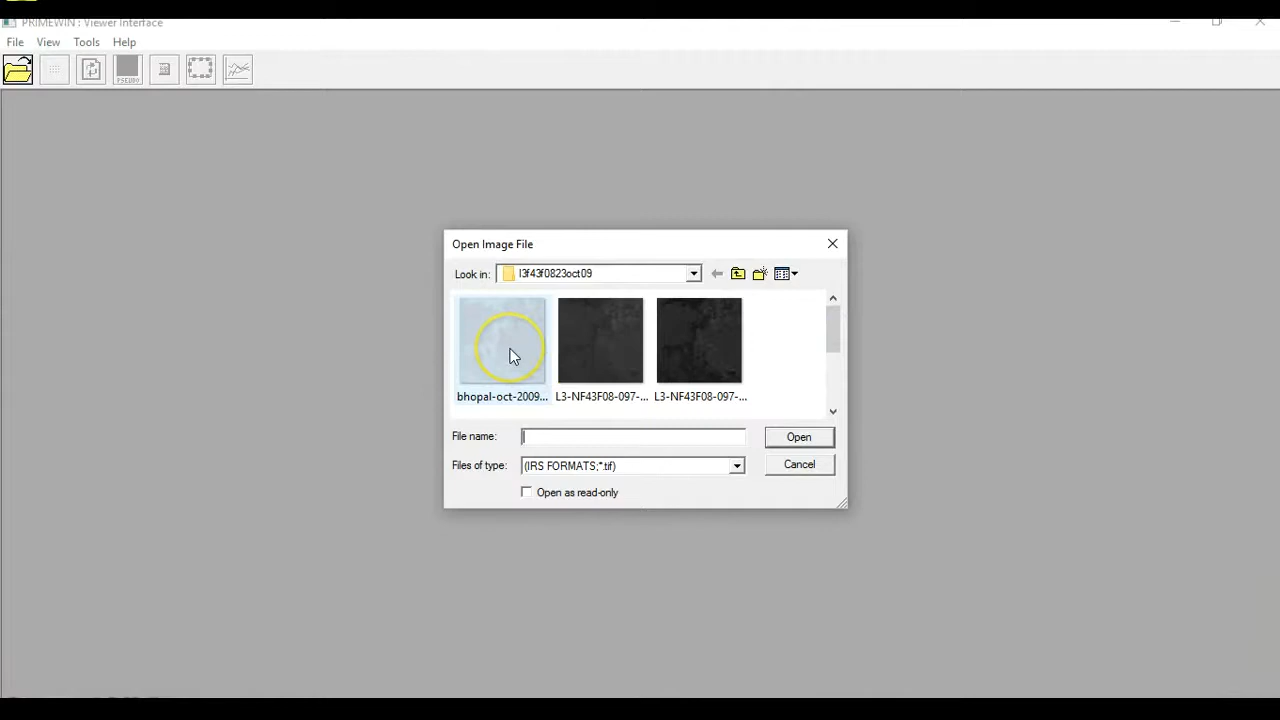 PRIMEWIN : Viewer Interface
File View Tools Help
PSEUDO
Open Image File
Look in: l3f43f0823oct09
bhopal-oct-2009... L3-NF43F08-097-... L3-NF43F08-097-...
File name: Open
Files of type: (IRS FORMATS;*.tif) Cancel
Open as read-only